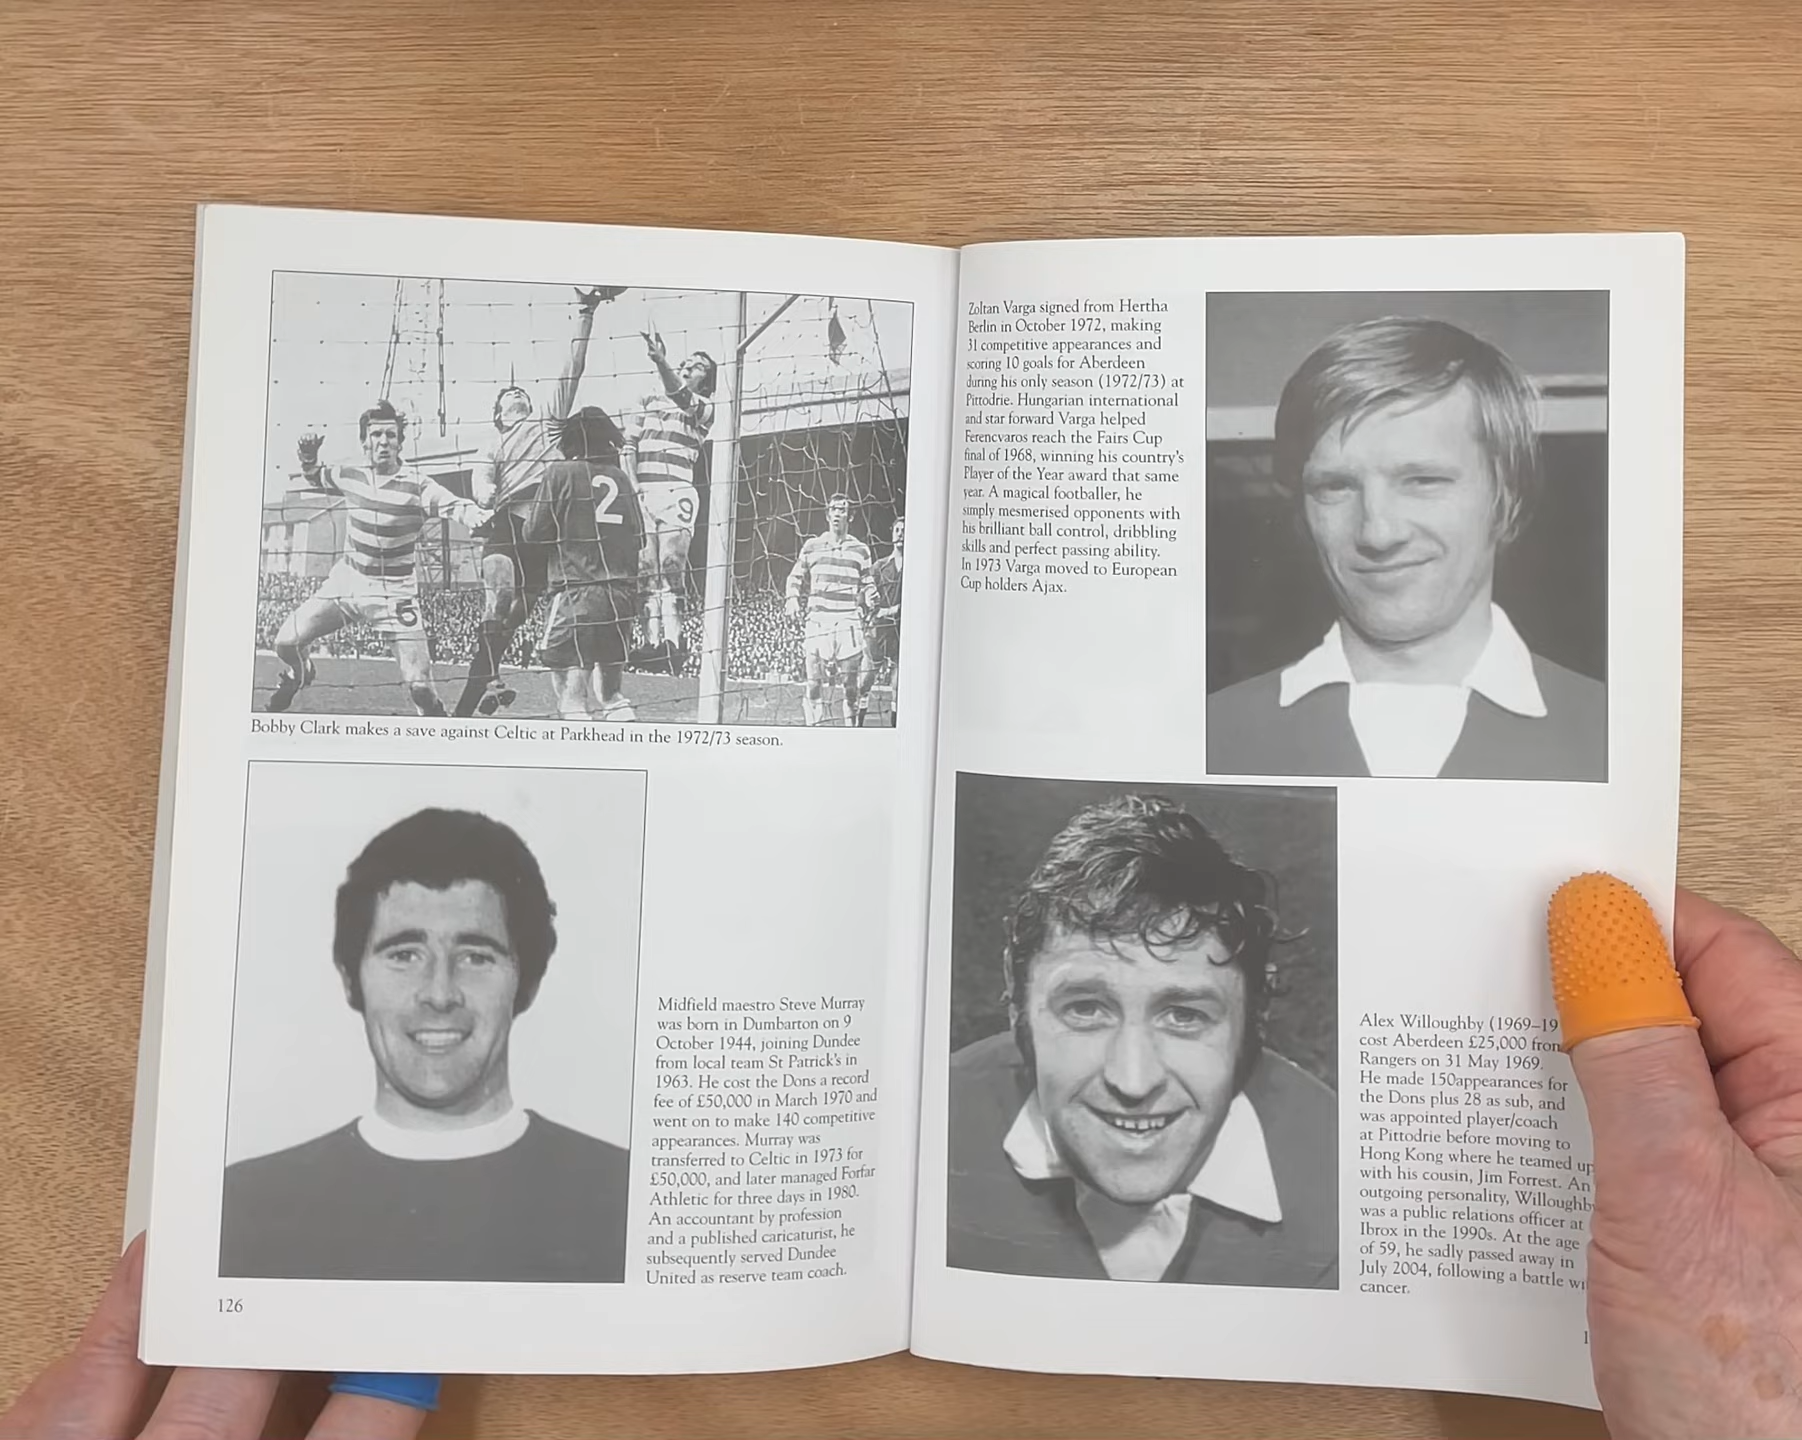 2
9
5
Bobby Clark makes a save against Celtic at Parkhead in the 1972/73 season.
Midfield maestro Steve Murray
was born in Dumbarton on 9
October 1944, joining Dundee
from local team St Patrick's in
1963. He cost the Dons a record
fee of £50,000 in March 1970 and
went on to make 140 competitive
appearances. Murray was
transferred to Celtic in 1973 for
£50,000, and later managed Forfar
Athletic for three days in 1980.
An accountant by profession
and a published caricaturist, he
subsequently served Dundee
United as reserve team coach.
126
Zoltan Varga signed from Hertha
Berlin in October 1972, making
31 competitive appearances and
scoring 10 goals for Aberdeen
during his only season (1972/73) at
Pittodrie. Hungarian international
and star forward Varga helped
Ferencvaros reach the Fairs Cup
final of 1968, winning his country's
Player of the Year award that same
year. A magical footballer, he
simply mesmerised opponents with
his brilliant ball control, dribbling
skills and perfect passing ability.
In 1973 Varga moved to European
Cup holders Ajax.
Alex Willoughby (1969–19
cost Aberdeen £25,000 from
Rangers on 31 May 1969.
He made 150appearances for
the Dons plus 28 as sub, and
was appointed player/coach
at Pittodrie before moving to
Hong Kong where he teamed up
with his cousin, Jim Forrest. An
outgoing personality, Willoughby
was a public relations officer at
Ibrox in the 1990s. At the age
of 59, he sadly passed away in
July 2004, following a battle
cancer.